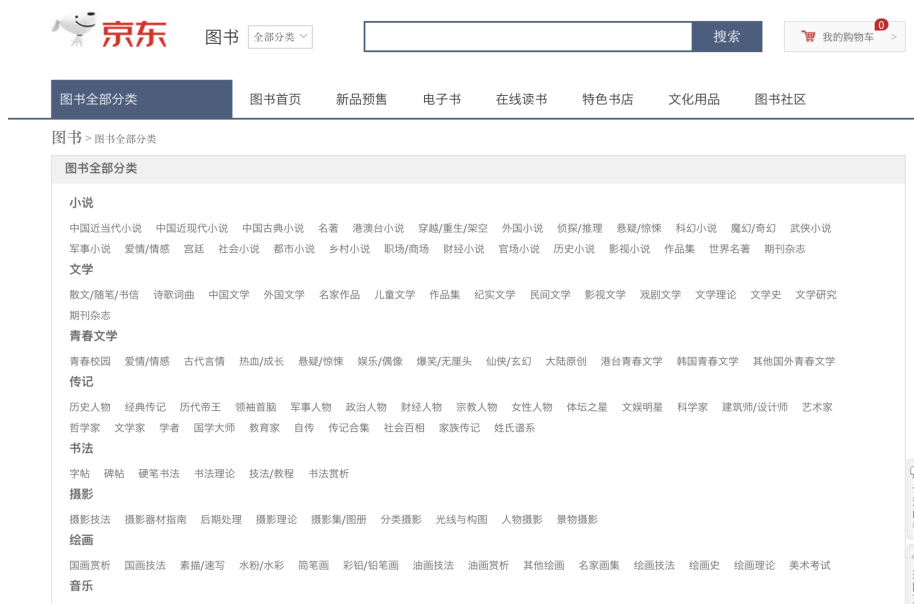 京东
图书 全部分类
搜索
0
我的购物车 >
图书全部分类 图书首页 新品预售 电子书 在线读书 特色书店 文化用品 图书社区
图书 > 图书全部分类
图书全部分类
小说
中国近当代小说 中国近现代小说 中国古典小说 名著 港澳台小说 穿越/重生/架空 外国小说 侦探/推理 悬疑/惊悚 科幻小说 魔幻/奇幻 武侠小说
军事小说 爱情/情感 宫廷 社会小说 都市小说 乡村小说 职场/商场 财经小说 官场小说 历史小说 影视小说 作品集 世界名著 期刊杂志
文学
散文/随笔/书信 诗歌词曲 中国文学 外国文学 名家作品 儿童文学 作品集 纪实文学 民间文学 影视文学 戏剧文学 文学理论 文学史 文学研究
期刊杂志
青春文学
青春校园 爱情/情感 古代言情 热血/成长 悬疑/惊悚 娱乐/偶像 爆笑/无厘头 仙侠/玄幻 大陆原创 港台青春文学 韩国青春文学 其他国外青春文学
传记
历史人物 经典传记 历代帝王 领袖首脑 军事人物 政治人物 财经人物 宗教人物 女性人物 体坛之星 文娱明星 科学家 建筑师/设计师 艺术家
哲学家 文学家 学者 国学大师 教育家 自传 传记合集 社会百相 家族传记 姓氏谱系
书法
字帖 碑帖 硬笔书法 书法理论 技法/教程 书法赏析
摄影
摄影技法 摄影器材指南 后期处理 摄影理论 摄影集/图册 分类摄影 光线与构图 人物摄影 景物摄影
绘画
国画赏析 国画技法 素描/速写 水粉/水彩 简笔画 彩铅/铅笔画 油画技法 油画赏析 其他绘画 名家画集 绘画技法 绘画史 绘画理论 美术考试
音乐